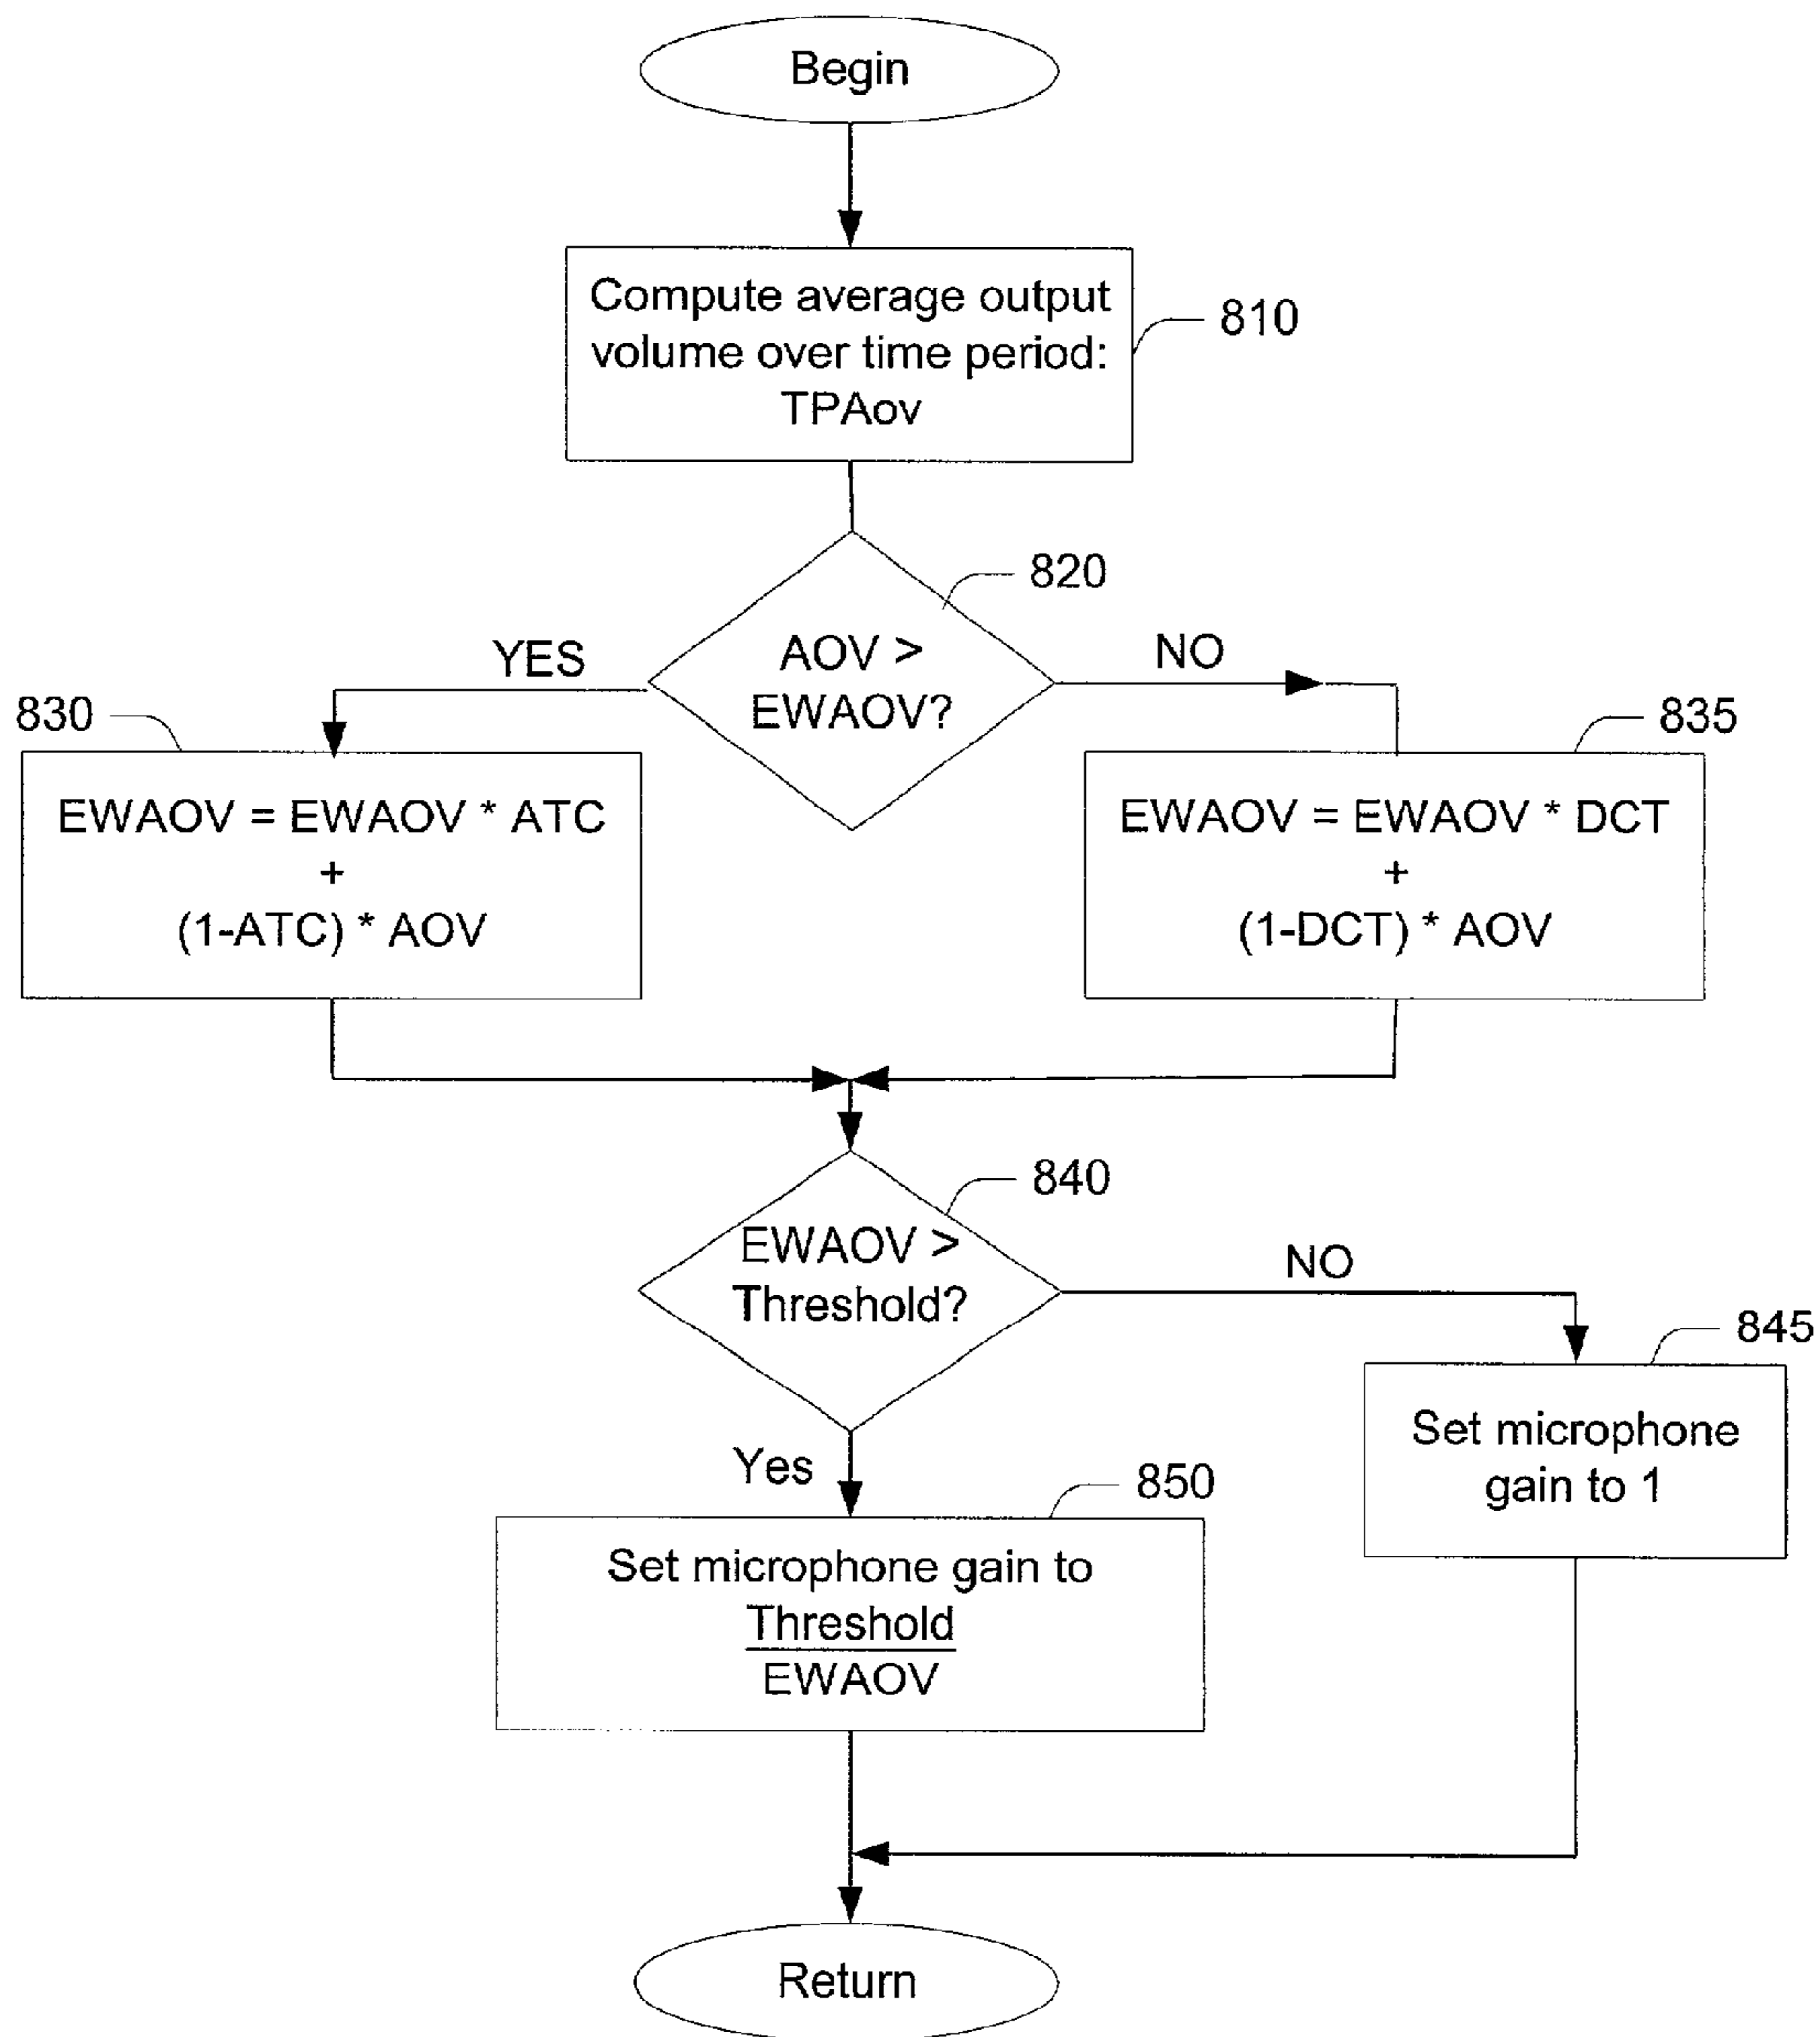 Begin
Compute average output
volume over time period:
TPAov
810
820
AOV >
EWAOV?
YES
NO
830
EWAOV = EWAOV * ATC
+
(1-ATC) * AOV
835
EWAOV = EWAOV * DCT
+
(1-DCT) * AOV
840
EWAOV >
Threshold?
NO
Yes
845
Set microphone
gain to 1
850
Set microphone gain to
Threshold
EWAOV
Return